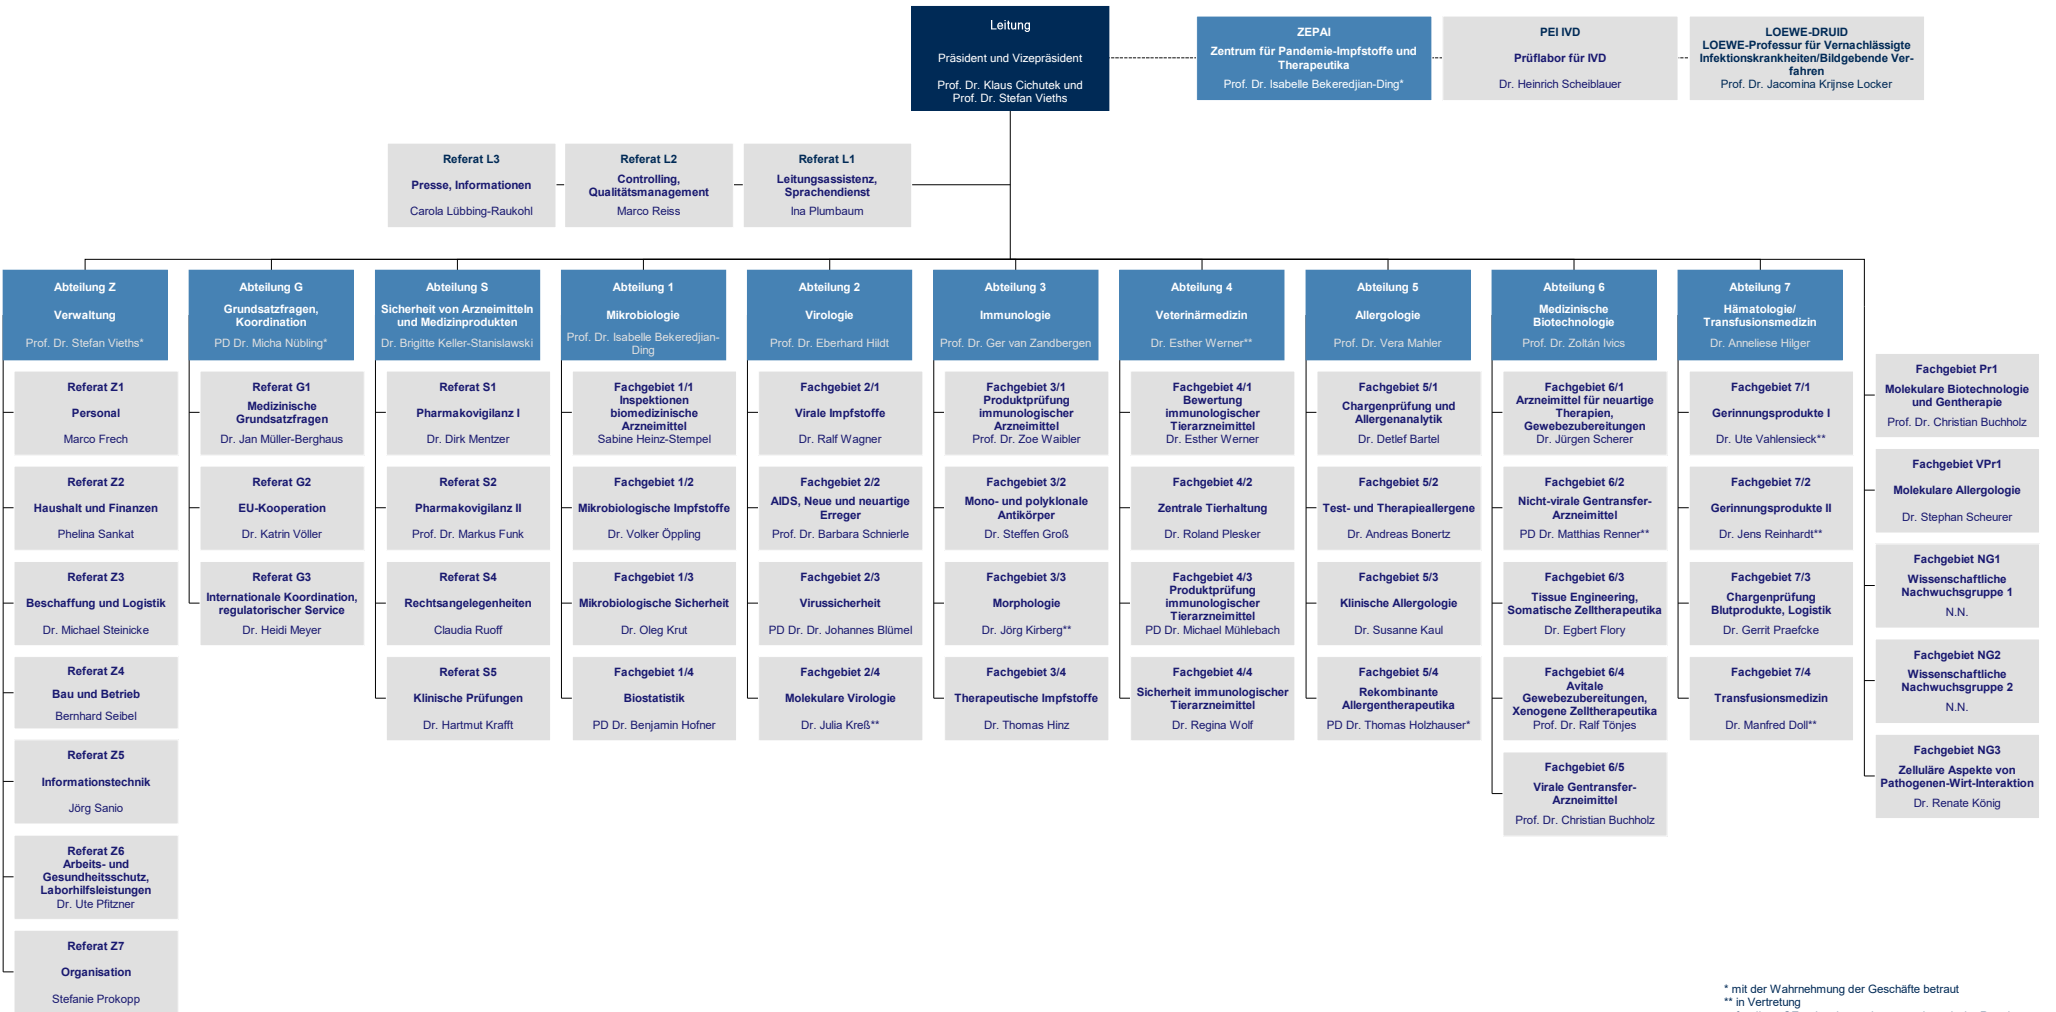 Leitung
Präsident und Vizepräsident
Prof. Dr. Klaus Cichutek und
Prof. Dr. Stefan Vieths
ZEPAI
Zentrum für Pandemie-Impfstoffe und
Therapeutika
Prof. Dr. Isabelle Bekeredjian-Ding*
PEI IVD
Prüflabor für IVD
Dr. Heinrich Scheiblauer
LOEWE-DRUID
LOEWE-Professur für Vernachlässigte
Infektionskrankheiten/Bildgebende Ver-
fahren
Prof. Dr. Jacomina Krijnse Locker
Referat L3
Presse, Informationen
Carola Lübbing-Raukohl
Referat L2
Controlling,
Qualitätsmanagement
Marco Reiss
Referat L1
Leitungsassistenz,
Sprachendienst
Ina Plumbaum
Abteilung Z
Verwaltung
Prof. Dr. Stefan Vieths*
Referat Z1
Personal
Marco Frech
Referat Z2
Haushalt und Finanzen
Phelina Sankat
Referat Z3
Beschaffung und Logistik
Dr. Michael Steinicke
Referat Z4
Bau und Betrieb
Bernhard Seibel
Referat Z5
Informationstechnik
Jörg Sanio
Referat Z6
Arbeits- und
Gesundheitsschutz,
Laborhilfsleistungen
Dr. Ute Pfitzner
Referat Z7
Organisation
Stefanie Prokopp
Abteilung G
Grundsatzfragen,
Koordination
PD Dr. Micha Nübling*
Referat G1
Medizinische
Grundsatzfragen
Dr. Jan Müller-Berghaus
Referat G2
EU-Kooperation
Dr. Katrin Völler
Referat G3
Internationale Koordination,
regulatorischer Service
Dr. Heidi Meyer
Abteilung S
Sicherheit von Arzneimitteln
und Medizinprodukten
Dr. Brigitte Keller-Stanislawski
Referat S1
Pharmakovigilanz I
Dr. Dirk Mentzer
Referat S2
Pharmakovigilanz II
Prof. Dr. Markus Funk
Referat S4
Rechtsangelegenheiten
Claudia Ruoff
Referat S5
Klinische Prüfungen
Dr. Hartmut Krafft
Abteilung 1
Mikrobiologie
Prof. Dr. Isabelle Bekeredjian-
Ding
Fachgebiet 1/1
Inspektionen
biomedizinische
Arzneimittel
Sabine Heinz-Stempel
Fachgebiet 1/2
Mikrobiologische Impfstoffe
Dr. Volker Öppling
Fachgebiet 1/3
Mikrobiologische Sicherheit
Dr. Oleg Krut
Fachgebiet 1/4
Biostatistik
PD Dr. Benjamin Hofner
Abteilung 2
Virologie
Prof. Dr. Eberhard Hildt
Fachgebiet 2/1
Virale Impfstoffe
Dr. Ralf Wagner
Fachgebiet 2/2
AIDS, Neue und neuartige
Erreger
Prof. Dr. Barbara Schnierle
Fachgebiet 2/3
Virussicherheit
PD Dr. Dr. Johannes Blümel
Fachgebiet 2/4
Molekulare Virologie
Dr. Julia Kreß**
Abteilung 3
Immunologie
Prof. Dr. Ger van Zandbergen
Fachgebiet 3/1
Produktprüfung
immunologischer
Arzneimittel
Prof. Dr. Zoe Waibler
Fachgebiet 3/2
Mono- und polyklonale
Antikörper
Dr. Steffen Groß
Fachgebiet 3/3
Morphologie
Dr. Jörg Kirberg**
Fachgebiet 3/4
Therapeutische Impfstoffe
Dr. Thomas Hinz
Abteilung 4
Veterinärmedizin
Dr. Esther Werner**
Fachgebiet 4/1
Bewertung
immunologischer
Tierarzneimittel
Dr. Esther Werner
Fachgebiet 4/2
Zentrale Tierhaltung
Dr. Roland Plesker
Fachgebiet 4/3
Produktprüfung
immunologischer
Tierarzneimittel
PD Dr. Michael Mühlebach
Fachgebiet 4/4
Sicherheit immunologischer
Tierarzneimittel
Dr. Regina Wolf
Abteilung 5
Allergologie
Prof. Dr. Vera Mahler
Fachgebiet 5/1
Chargenprüfung und
Allergenanalytik
Dr. Detlef Bartel
Fachgebiet 5/2
Test- und Therapieallergene
Dr. Andreas Bonertz
Fachgebiet 5/3
Klinische Allergologie
Dr. Susanne Kaul
Fachgebiet 5/4
Rekombinante
Allergentherapeutika
PD Dr. Thomas Holzhauser*
Abteilung 6
Medizinische
Biotechnologie
Prof. Dr. Zoltán Ivics
Fachgebiet 6/1
Arzneimittel für neuartige
Therapien,
Gewebezubereitungen
Dr. Jürgen Scherer
Fachgebiet 6/2
Nicht-virale Gentransfer-
Arzneimittel
PD Dr. Matthias Renner**
Fachgebiet 6/3
Tissue Engineering,
Somatische Zelltherapeutika
Dr. Egbert Flory
Fachgebiet 6/4
Avitale
Gewebezubereitungen,
Xenogene Zelltherapeutika
Prof. Dr. Ralf Tönjes
Fachgebiet 6/5
Virale Gentransfer-
Arzneimittel
Prof. Dr. Christian Buchholz
Abteilung 7
Hämatologie/
Transfusionsmedizin
Dr. Anneliese Hilger
Fachgebiet 7/1
Gerinnungsprodukte I
Dr. Ute Vahlensieck**
Fachgebiet 7/2
Gerinnungsprodukte II
Dr. Jens Reinhardt**
Fachgebiet 7/3
Chargenprüfung
Blutprodukte, Logistik
Dr. Gerrit Praefcke
Fachgebiet 7/4
Transfusionsmedizin
Dr. Manfred Doll**
Fachgebiet Pr1
Molekulare Biotechnologie
und Gentherapie
Prof. Dr. Christian Buchholz
Fachgebiet VPr1
Molekulare Allergologie
Dr. Stephan Scheurer
Fachgebiet NG1
Wissenschaftliche
Nachwuchsgruppe 1
N.N.
Fachgebiet NG2
Wissenschaftliche
Nachwuchsgruppe 2
N.N.
Fachgebiet NG3
Zelluläre Aspekte von
Pathogenen-Wirt-Interaktion
Dr. Renate König
* mit der Wahrnehmung der Geschäfte betraut
** in Vertretung